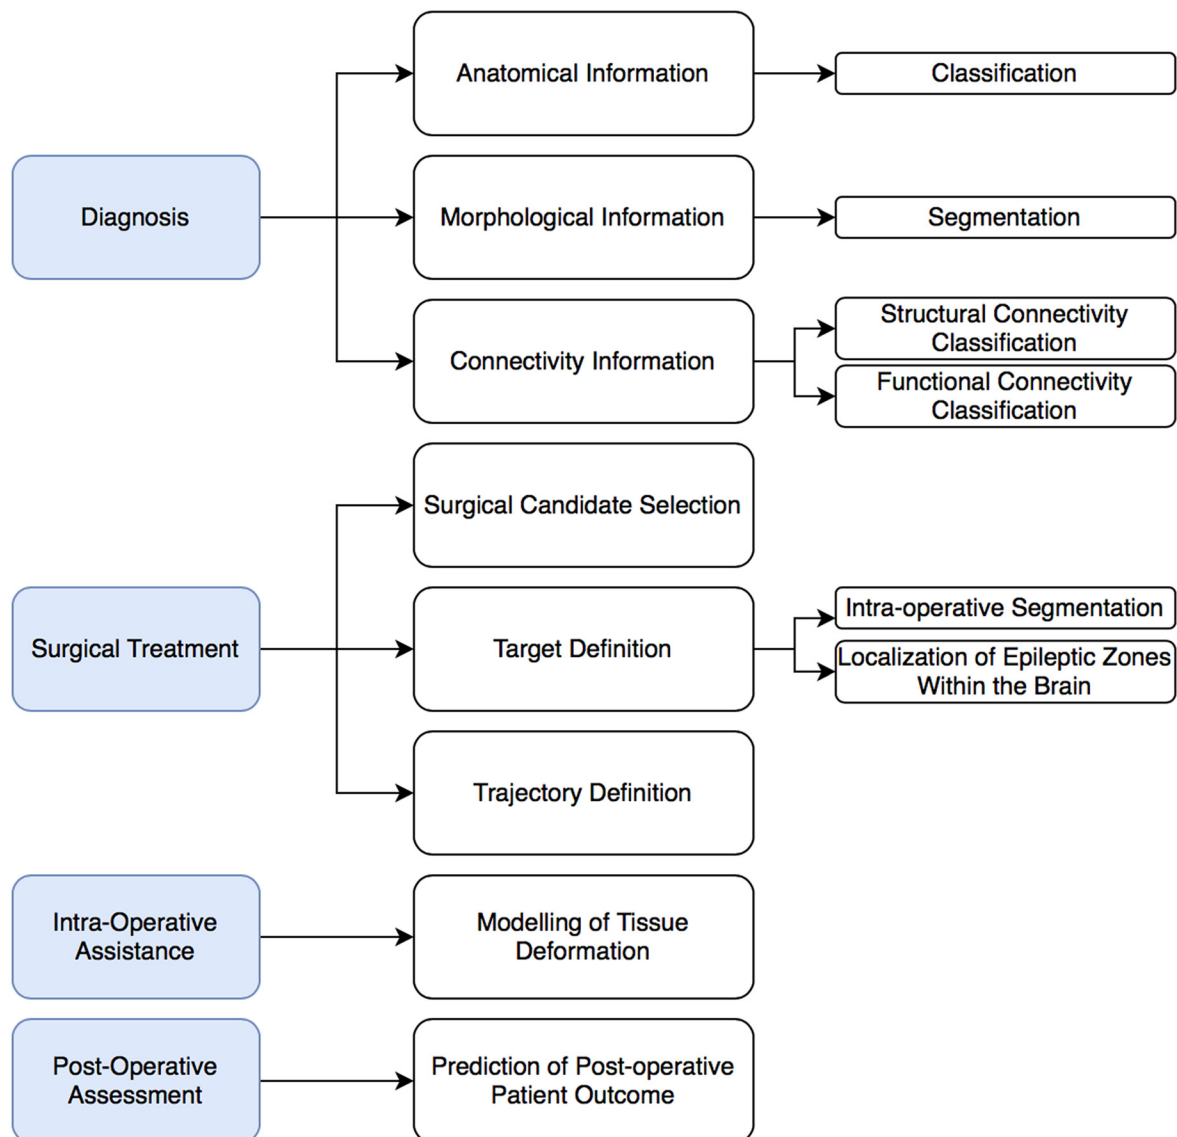 Anatomical Information
Classification
Diagnosis
Morphological Information
Segmentation
Connectivity Information
Structural Connectivity
Classification
Functional Connectivity
Classification
Surgical Candidate Selection
Surgical Treatment
Target Definition
Intra-operative Segmentation
Localization of Epileptic Zones
Within the Brain
Trajectory Definition
Intra-Operative
Assistance
Modelling of Tissue
Deformation
Post-Operative
Assessment
Prediction of Post-operative
Patient Outcome